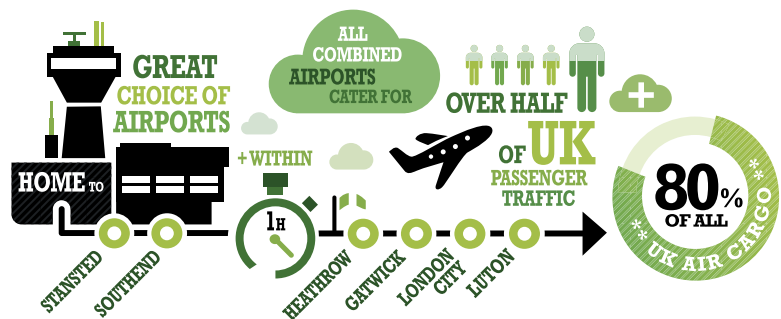 GREAT
CHOICE OF
AIRPORTS
HOME TO
STANSTED
SOUTHEND
+ WITHIN
1H
HEATHROW
GATWICK
LONDON
CITY
LUTON
ALL
COMBINED
AIRPORTS
CATER FOR
OVER HALF
OF UK
PASSENGER
TRAFFIC
+
80%
OF ALL
** UK AIR CARGO **